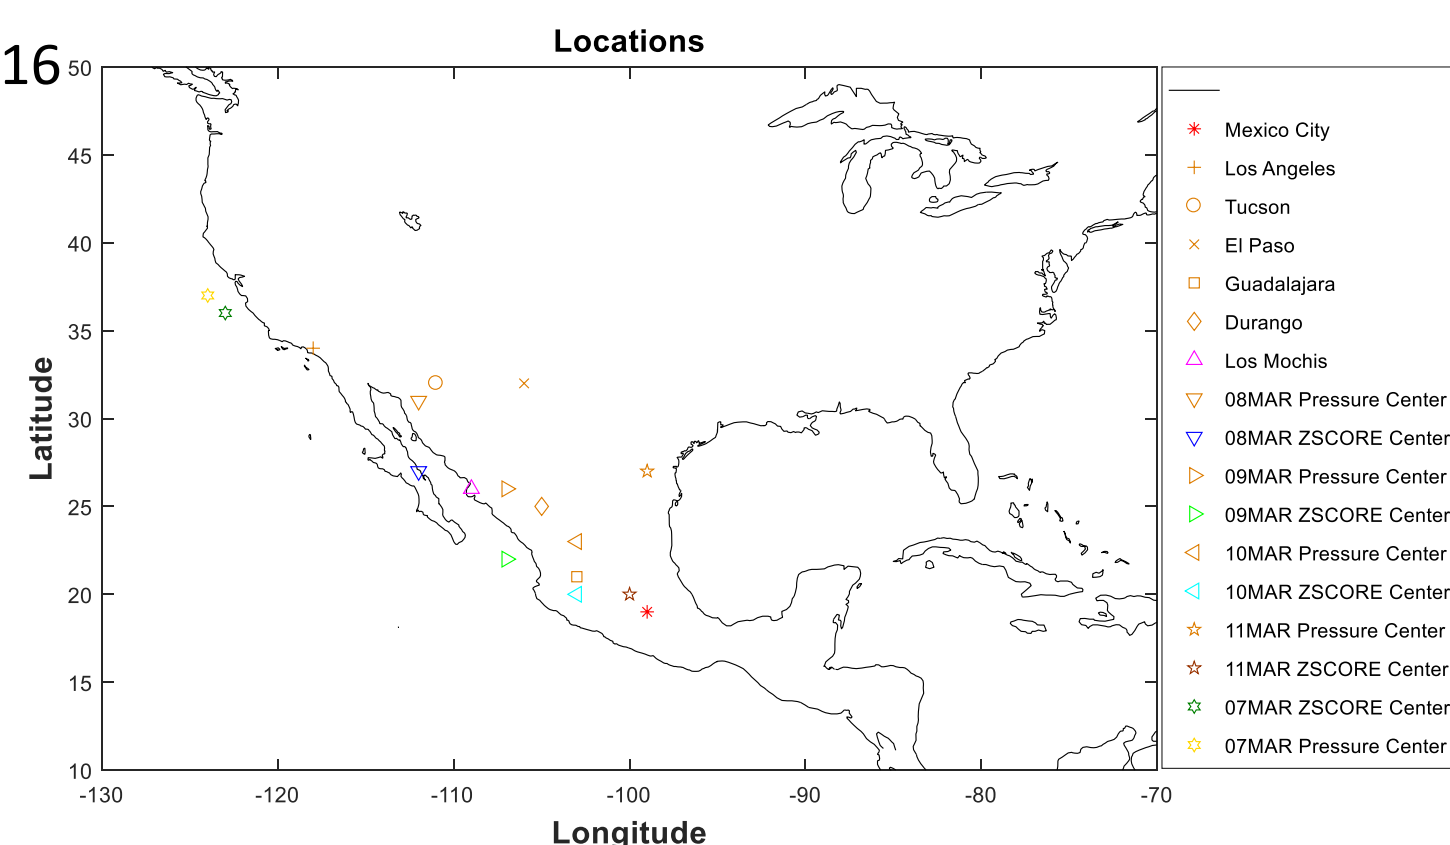 16
Locations
50
45
40
35
30
25
20
15
10
Latitude
-130
-120
-110
-100
-90
-80
-70
Longitude
Mexico City
Los Angeles
Tucson
El Paso
Guadalajara
Durango
Los Mochis
08MAR Pressure Center
08MAR ZSCORE Center
09MAR Pressure Center
09MAR ZSCORE Center
10MAR Pressure Center
10MAR ZSCORE Center
11MAR Pressure Center
11MAR ZSCORE Center
07MAR ZSCORE Center
07MAR Pressure Center